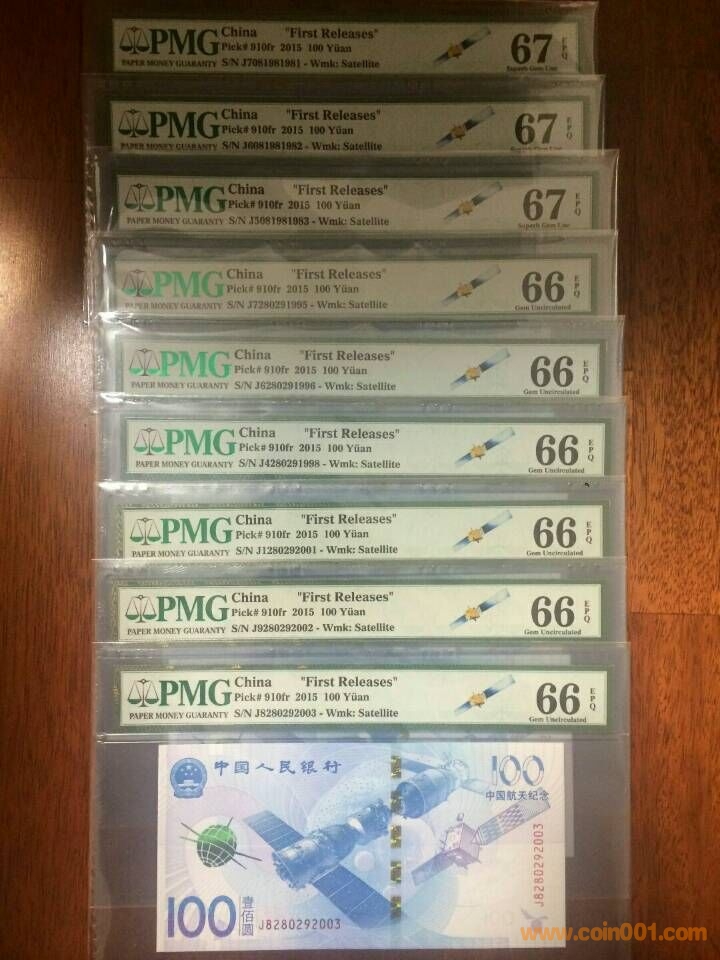 PMG
PAPER MONEY GUARANTY
China "First Releases"
Pick# 910fr 2015 100 Yüan
S/N J7081981981 - Wmk: Satellite
67 EPQ
Superb Gem Unc
PMG
PAPER MONEY GUARANTY
China "First Releases"
Pick# 910fr 2015 100 Yüan
S/N J6081981982 - Wmk: Satellite
67 EPQ
Superb Gem Unc
PMG
PAPER MONEY GUARANTY
China "First Releases"
Pick# 910fr 2015 100 Yüan
S/N J5081981983 - Wmk: Satellite
67 EPQ
Superb Gem Unc
PMG
PAPER MONEY GUARANTY
China "First Releases"
Pick# 910fr 2015 100 Yüan
S/N J7280291995 - Wmk: Satellite
66 EPQ
Gem Uncirculated
PMG
PAPER MONEY GUARANTY
China "First Releases"
Pick# 910fr 2015 100 Yüan
S/N J6280291996 - Wmk: Satellite
66 EPQ
Gem Uncirculated
PMG
PAPER MONEY GUARANTY
China "First Releases"
Pick# 910fr 2015 100 Yüan
S/N J4280291998 - Wmk: Satellite
66 EPQ
Gem Uncirculated
PMG
PAPER MONEY GUARANTY
China "First Releases"
Pick# 910fr 2015 100 Yüan
S/N J1280292001 - Wmk: Satellite
66 EPQ
Gem Uncirculated
PMG
PAPER MONEY GUARANTY
China "First Releases"
Pick# 910fr 2015 100 Yüan
S/N J9280292002 - Wmk: Satellite
66 EPQ
Gem Uncirculated
PMG
PAPER MONEY GUARANTY
China "First Releases"
Pick# 910fr 2015 100 Yüan
S/N J8280292003 - Wmk: Satellite
66 EPQ
Gem Uncirculated
中国人民银行
100
中国航天纪念
J8280292003
100
壹佰圆
J8280292003
www.coin001.com